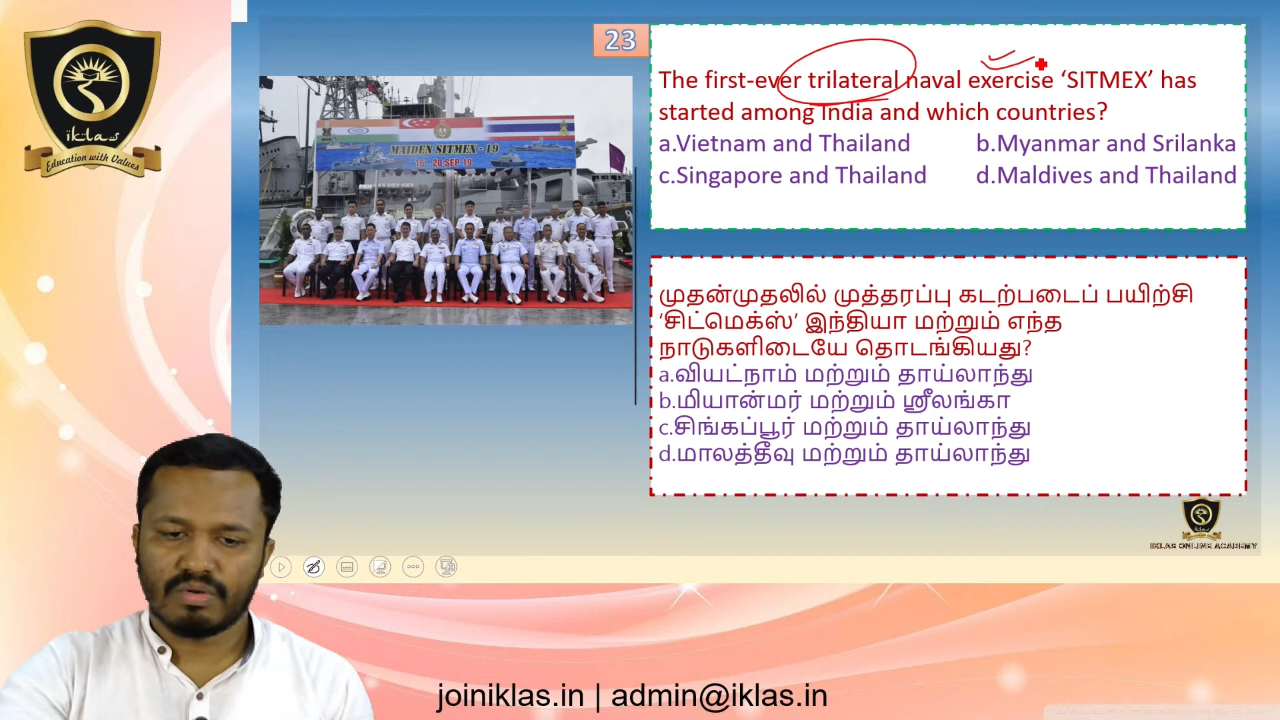 iklas
Education with Values
23
MAIDEN SITMEX - 19
16 - 20 SEP 19
The first-ever trilateral naval exercise ‘SITMEX’ has
started among India and which countries?
a.Vietnam and Thailand b.Myanmar and Srilanka
c.Singapore and Thailand d.Maldives and Thailand
முதன்முதலில் முத்தரப்பு கடற்படைப் பயிற்சி
’சிட்மெக்ஸ்’ இந்தியா மற்றும் எந்த
நாடுகளிடையே தொடங்கியது?
a.வியட்நாம் மற்றும் தாய்லாந்து
b.மியான்மர் மற்றும் ஸ்ரீலங்கா
c.சிங்கப்பூர் மற்றும் தாய்லாந்து
d.மாலத்தீவு மற்றும் தாய்லாந்து
IKLAS ONLINE ACADEMY
joiniklas.in | admin@iklas.in